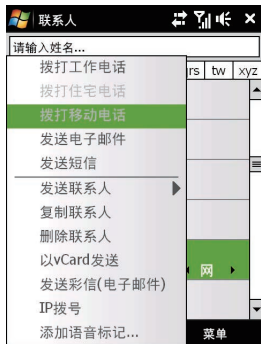 联系人
请输入姓名...
拨打工作电话
rs tw xyz
拨打住宅电话
拨打移动电话
发送电子邮件
发送短信
发送联系人
复制联系人
删除联系人
以vCard发送
网
发送彩信(电子邮件)
IP拨号
添加语音标记...
菜单